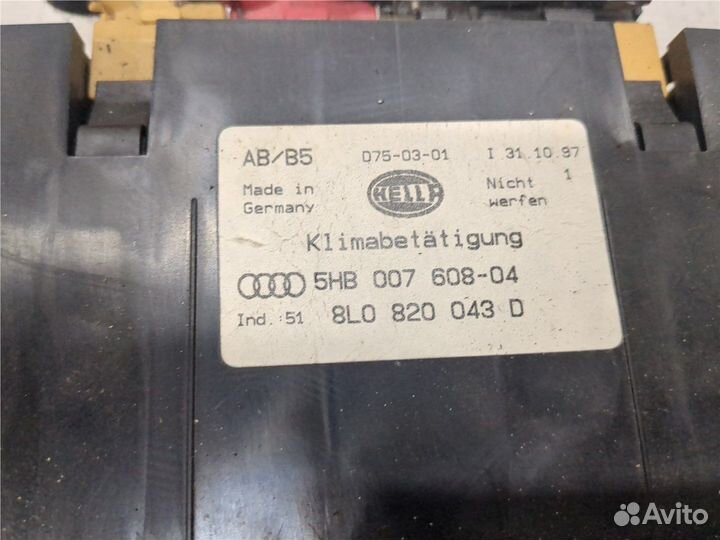 AB/B5 D75-03-01 I 31.10.97
Made in Germany
HELLA
Nicht werfen 1
Klimabetätigung
5HB 007 608-04
Ind. :51 8L0 820 043 D
Avito